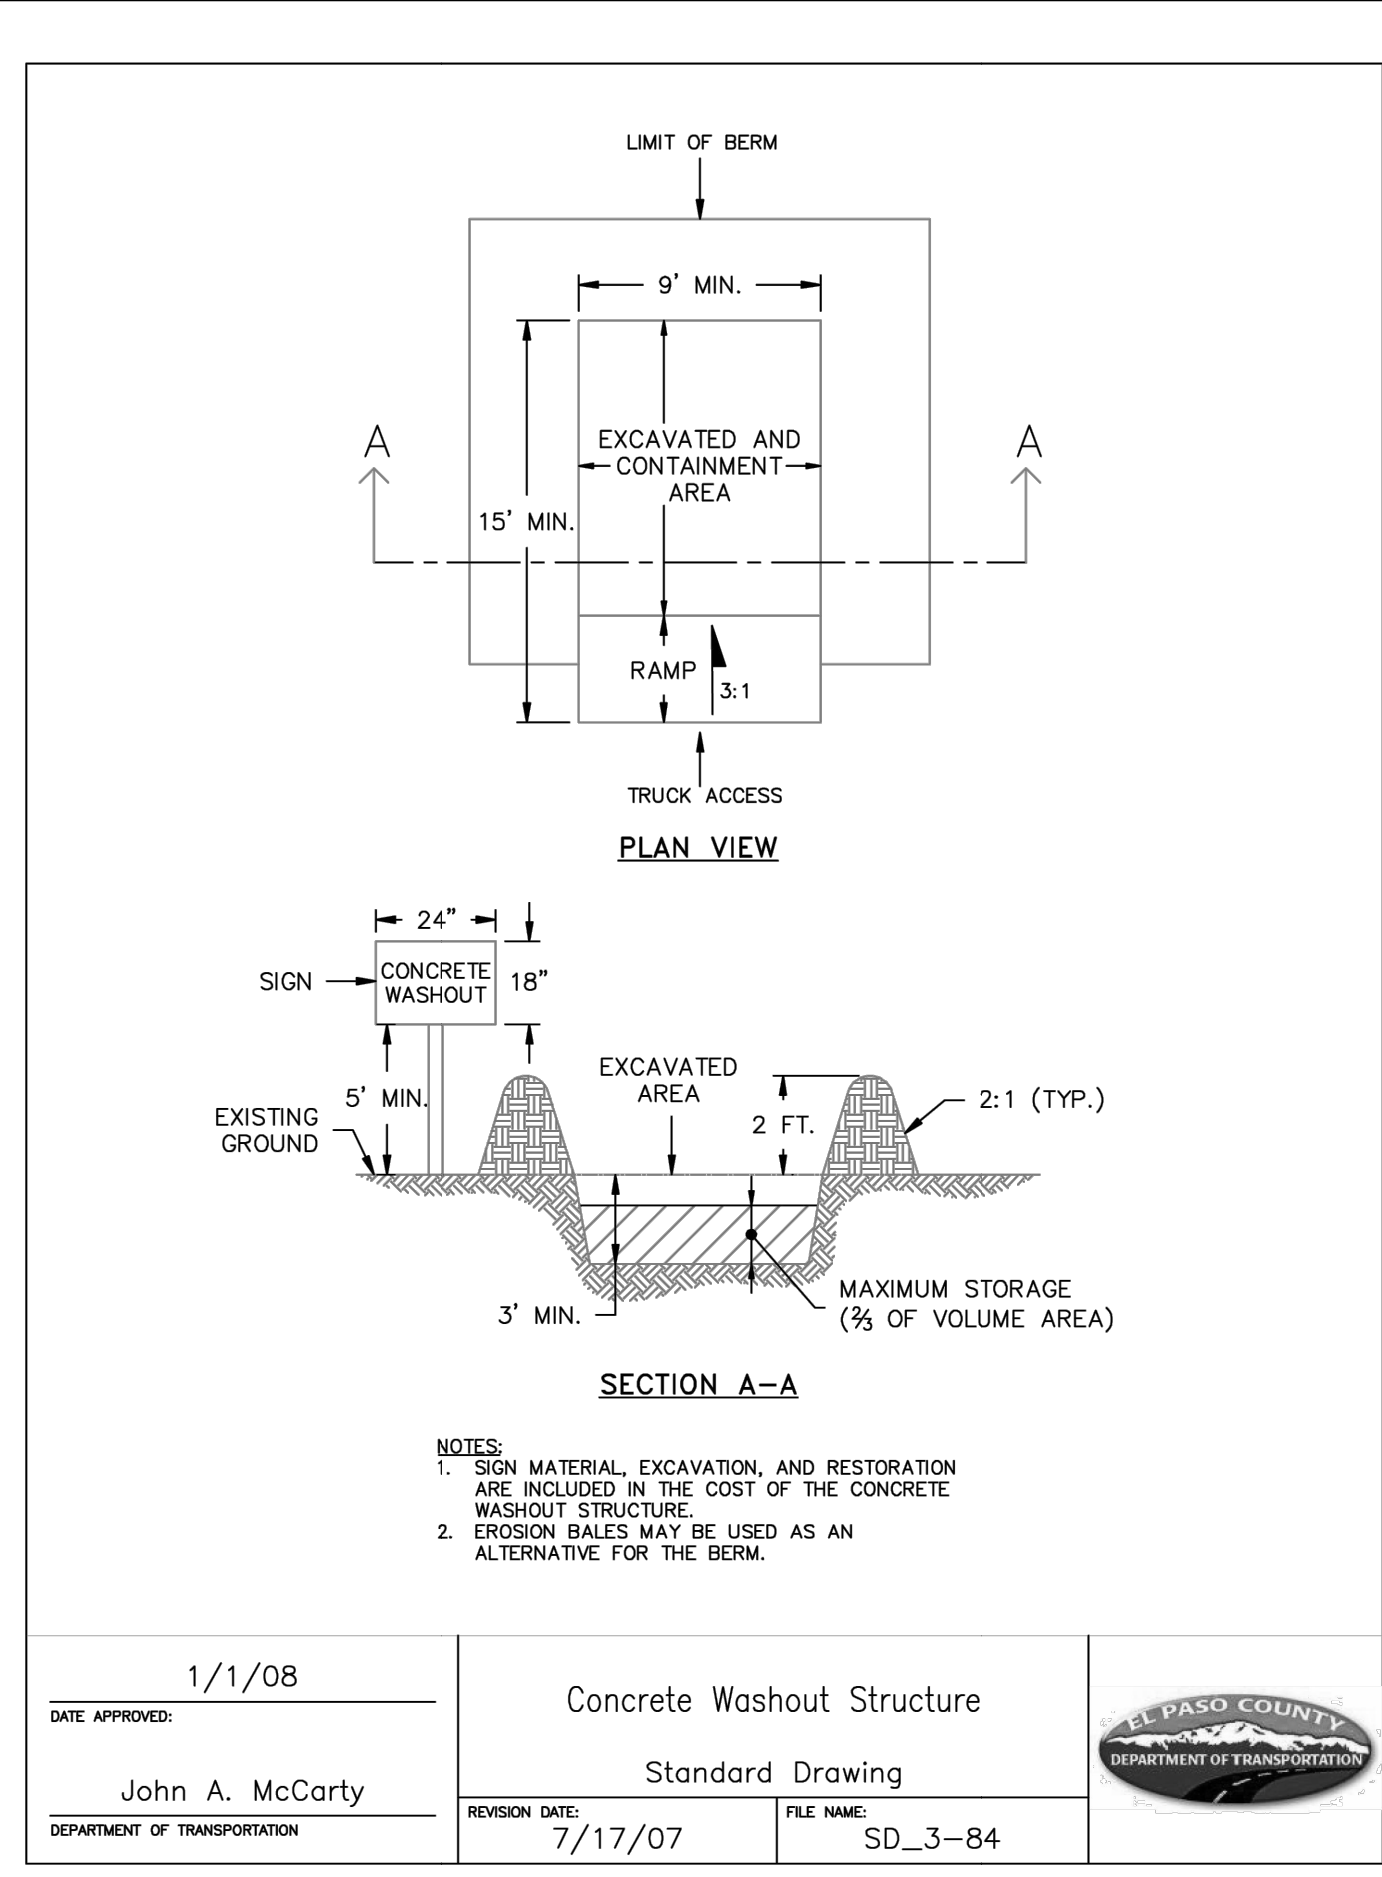 LIMIT OF BERM
9' MIN.
EXCAVATED AND
CONTAINMENT
AREA
A
A
15' MIN.
RAMP
3:1
TRUCK ACCESS
PLAN VIEW
24"
SIGN
CONCRETE
WASHOUT
18"
5' MIN.
EXISTING
GROUND
EXCAVATED
AREA
2 FT.
2:1 (TYP.)
3' MIN.
MAXIMUM STORAGE
(⅔ OF VOLUME AREA)
SECTION A-A
NOTES:
1. SIGN MATERIAL, EXCAVATION, AND RESTORATION
ARE INCLUDED IN THE COST OF THE CONCRETE
WASHOUT STRUCTURE.
2. EROSION BALES MAY BE USED AS AN
ALTERNATIVE FOR THE BERM.
1/1/08
DATE APPROVED:
John A. McCarty
DEPARTMENT OF TRANSPORTATION
Concrete Washout Structure
Standard Drawing
REVISION DATE:
7/17/07
FILE NAME:
SD_3-84
EL PASO COUNTY
DEPARTMENT OF TRANSPORTATION